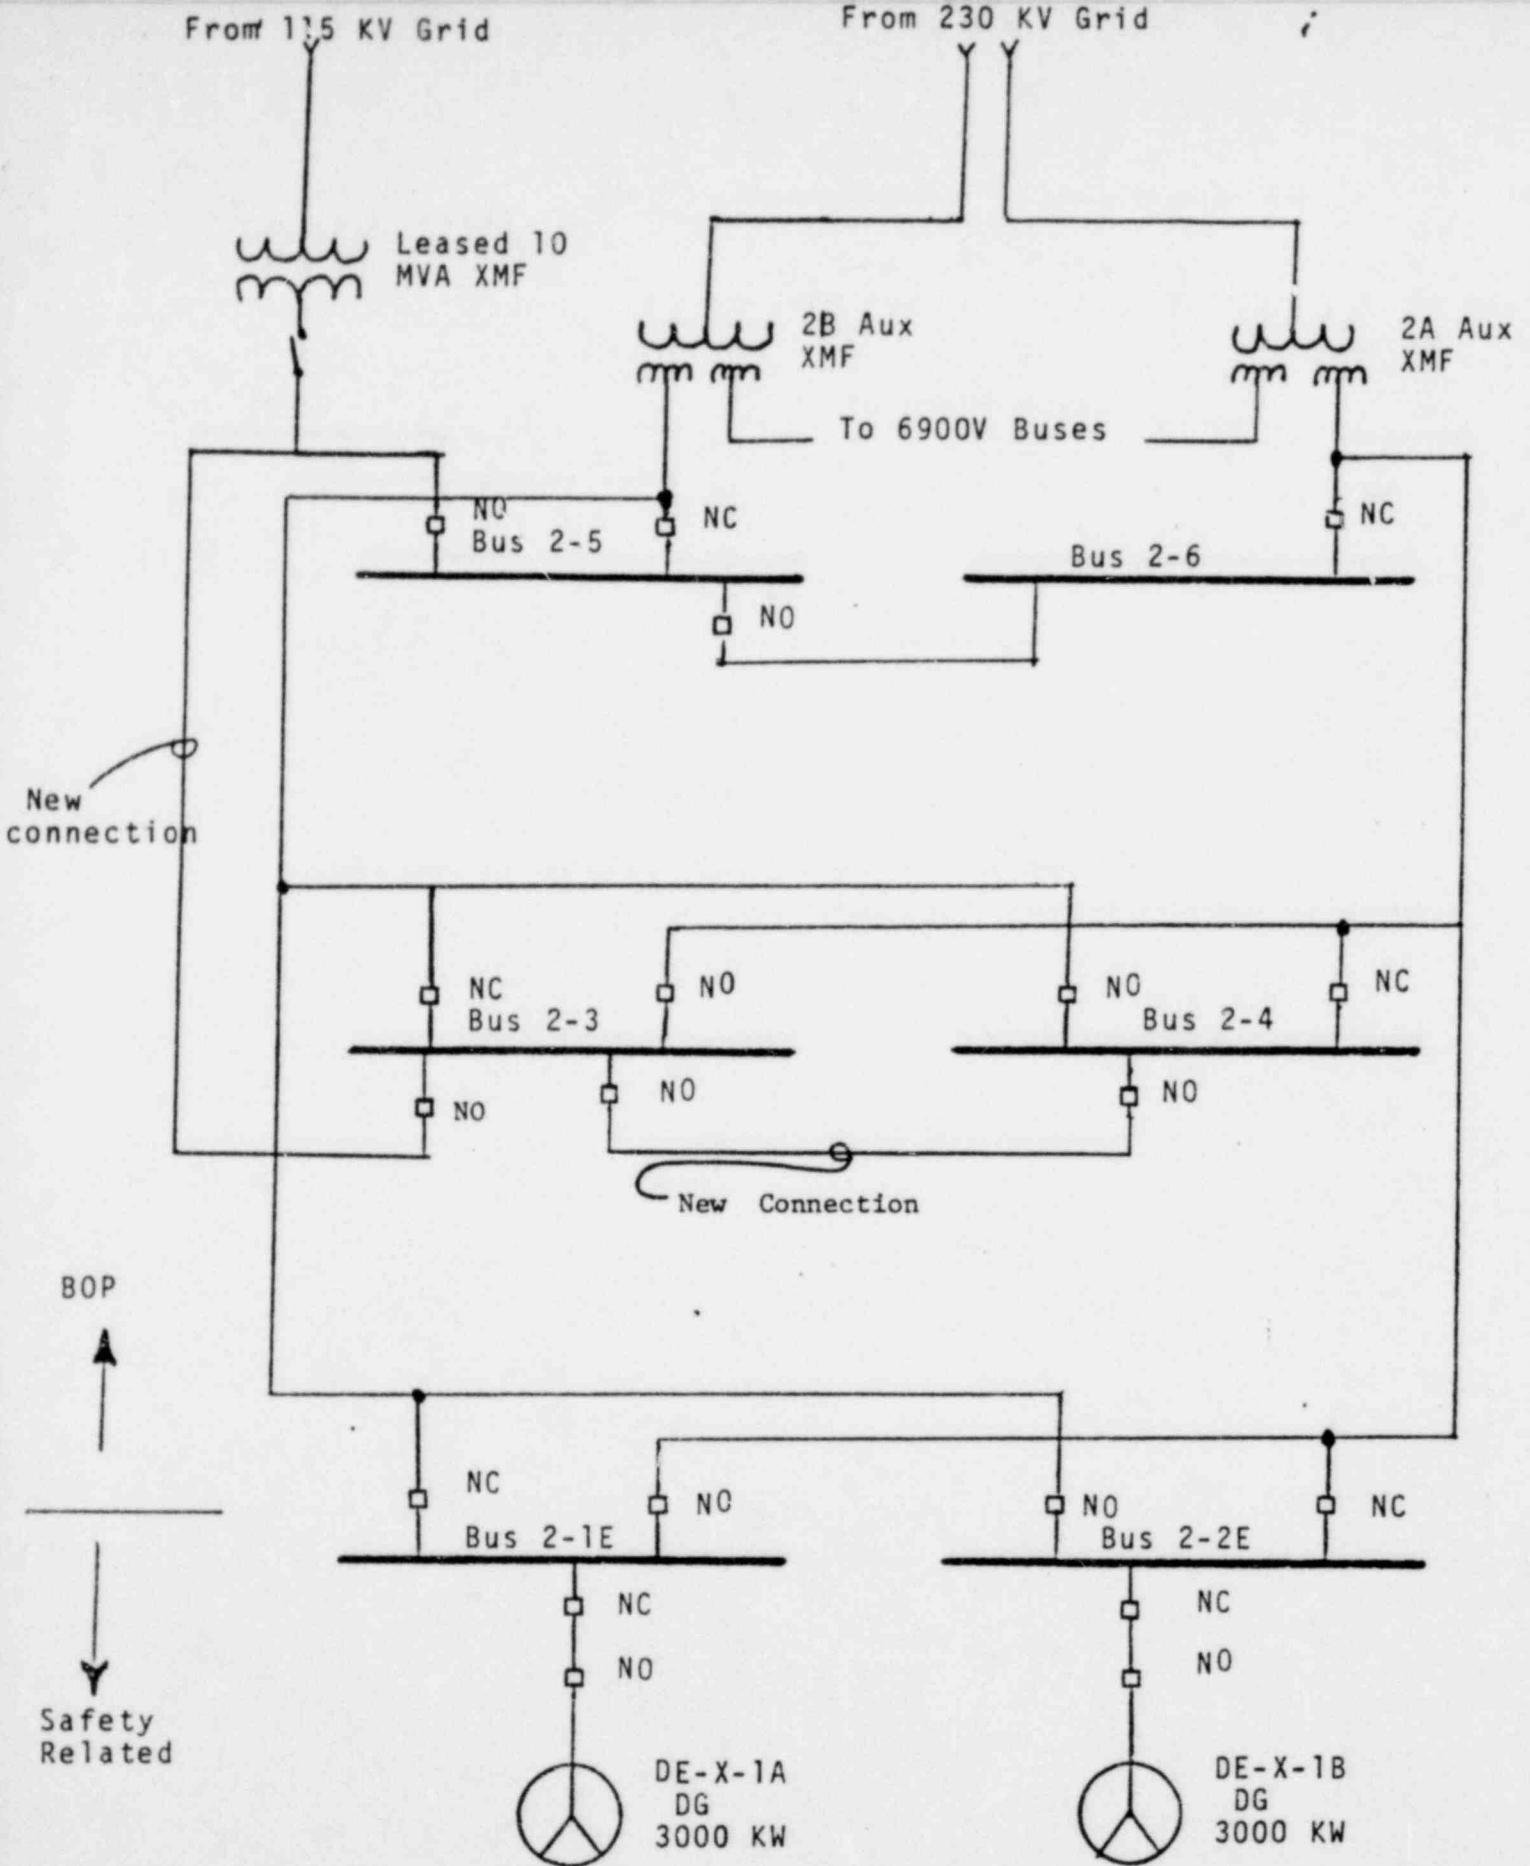 From 115 KV Grid
From 230 KV Grid
Leased 10
MVA XMF
2B Aux
XMF
2A Aux
XMF
To 6900V Buses
NO
Bus 2-5
NC
NC
Bus 2-6
NO
New
connection
NC
Bus 2-3
NO
NO
Bus 2-4
NC
NO
NO
NO
New Connection
BOP
NC
Bus 2-1E
NO
NO
Bus 2-2E
NC
NC
NC
NO
NO
Safety
Related
DE-X-1A
DG
3000 KW
DE-X-1B
DG
3000 KW